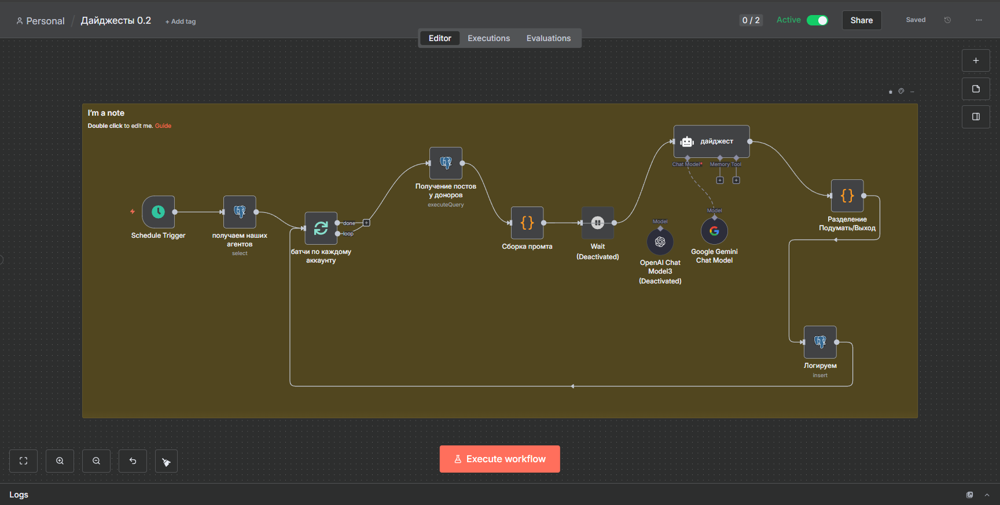 Personal / Дайджесты 0.2 + Add tag
0 / 2 Active Share Saved
Editor Executions Evaluations
I'm a note
Double click to edit me. Guide
Schedule Trigger
получаем наших
агентов
select
done
loop
батчи по каждому
аккаунту
Получение постов
у доноров
executeQuery
Сборка промта
Wait
(Deactivated)
дайджест
Chat Model*
Memory
Tool
Model
OpenAI Chat
Model3
(Deactivated)
Model
Google Gemini
Chat Model
Разделение
Подумать/Выход
Логируем
insert
Execute workflow
Logs